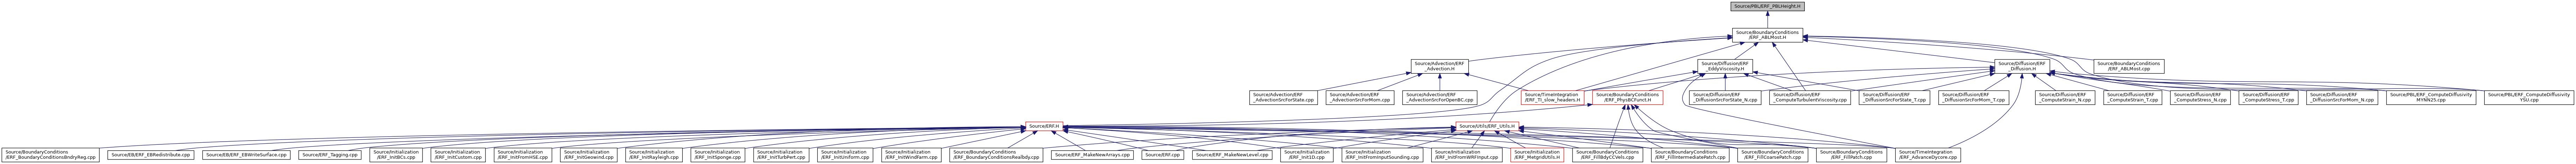 Source/PBL/ERF_PBLHeight.H
Source/BoundaryConditions
/ERF_ABLMost.H
Source/Advection/ERF
_Advection.H
Source/Diffusion/ERF
_EddyViscosity.H
Source/Diffusion/ERF
_Diffusion.H
Source/BoundaryConditions
/ERF_ABLMost.cpp
Source/Advection/ERF
_AdvectionSrcForState.cpp
Source/Advection/ERF
_AdvectionSrcForMom.cpp
Source/Advection/ERF
_AdvectionSrcForOpenBC.cpp
Source/TimeIntegration
/ERF_TI_slow_headers.H
Source/BoundaryConditions
/ERF_PhysBCFunct.H
Source/Diffusion/ERF
_DiffusionSrcForState_N.cpp
Source/Diffusion/ERF
_ComputeTurbulentViscosity.cpp
Source/Diffusion/ERF
_DiffusionSrcForState_T.cpp
Source/Diffusion/ERF
_DiffusionSrcForMom_T.cpp
Source/Diffusion/ERF
_ComputeStrain_N.cpp
Source/Diffusion/ERF
_ComputeStrain_T.cpp
Source/Diffusion/ERF
_ComputeStress_N.cpp
Source/Diffusion/ERF
_ComputeStress_T.cpp
Source/Diffusion/ERF
_DiffusionSrcForMom_N.cpp
Source/PBL/ERF_ComputeDiffusivity
MYNN25.cpp
Source/PBL/ERF_ComputeDiffusivity
YSU.cpp
Source/ERF.H
Source/Utils/ERF_Utils.H
Source/BoundaryConditions
/ERF_BoundaryConditionsBndryReg.cpp
Source/EB/ERF_EBRedistribute.cpp
Source/EB/ERF_EBWriteSurface.cpp
Source/ERF_Tagging.cpp
Source/Initialization
/ERF_InitBCs.cpp
Source/Initialization
/ERF_InitCustom.cpp
Source/Initialization
/ERF_InitFromHSE.cpp
Source/Initialization
/ERF_InitGeowind.cpp
Source/Initialization
/ERF_InitRayleigh.cpp
Source/Initialization
/ERF_InitSponge.cpp
Source/Initialization
/ERF_InitTurbPert.cpp
Source/Initialization
/ERF_InitUniform.cpp
Source/Initialization
/ERF_InitWindFarm.cpp
Source/BoundaryConditions
/ERF_BoundaryConditionsRealbdy.cpp
Source/ERF_MakeNewArrays.cpp
Source/ERF.cpp
Source/ERF_MakeNewLevel.cpp
Source/Initialization
/ERF_Init1D.cpp
Source/Initialization
/ERF_InitFromInputSounding.cpp
Source/Initialization
/ERF_InitFromWRFInput.cpp
Source/Initialization
/ERF_MetgridUtils.H
Source/BoundaryConditions
/ERF_FillBdyCCVels.cpp
Source/BoundaryConditions
/ERF_FillIntermediatePatch.cpp
Source/BoundaryConditions
/ERF_FillCoarsePatch.cpp
Source/BoundaryConditions
/ERF_FillPatch.cpp
Source/TimeIntegration
/ERF_AdvanceDycore.cpp